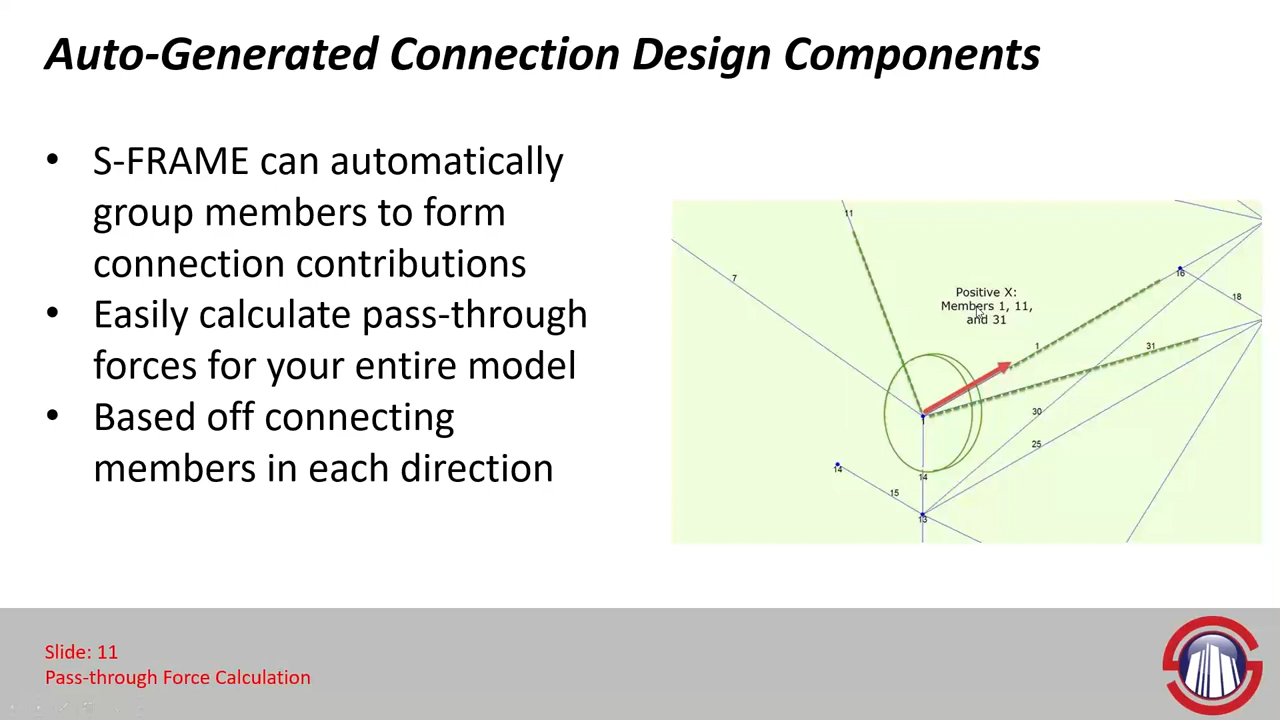 Auto-Generated Connection Design Components
• S-FRAME can automatically
group members to form
connection contributions
• Easily calculate pass-through
forces for your entire model
• Based off connecting
members in each direction
11
7
16
Positive X:
Members 1, 11,
and 31
18
1
31
30
1
25
14
14
15
13
Slide: 11
Pass-through Force Calculation